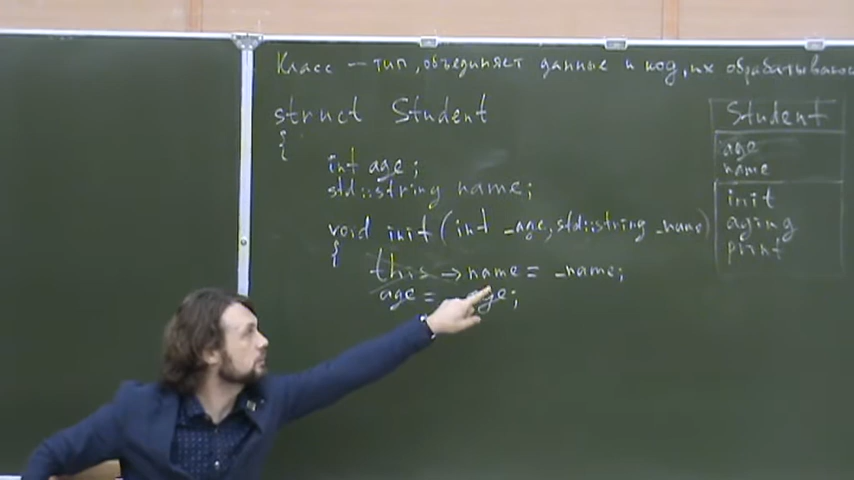 Класс — тип, объединяет данные и код, их обрабатываю
struct Student
{
int age;
std::string name;
void init(int _age, std::string _name)
{
this -> name = _name;
age = _age;
Student
age
name
init
aging
print